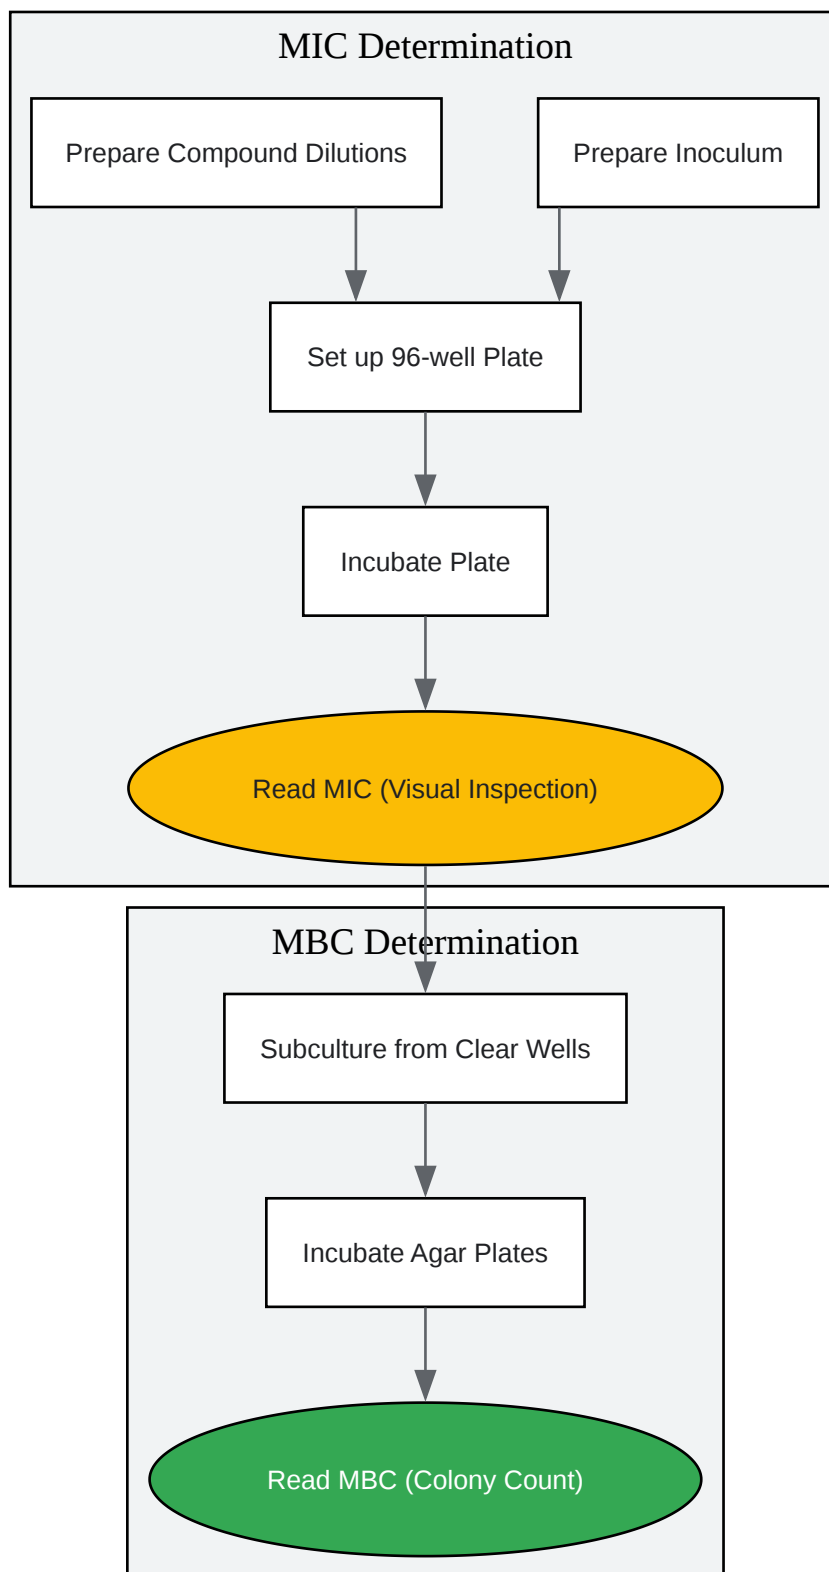 MIC Determination
Prepare Compound Dilutions
Prepare Inoculum
Set up 96-well Plate
Incubate Plate
Read MIC (Visual Inspection)
MBC Determination
Subculture from Clear Wells
Incubate Agar Plates
Read MBC (Colony Count)